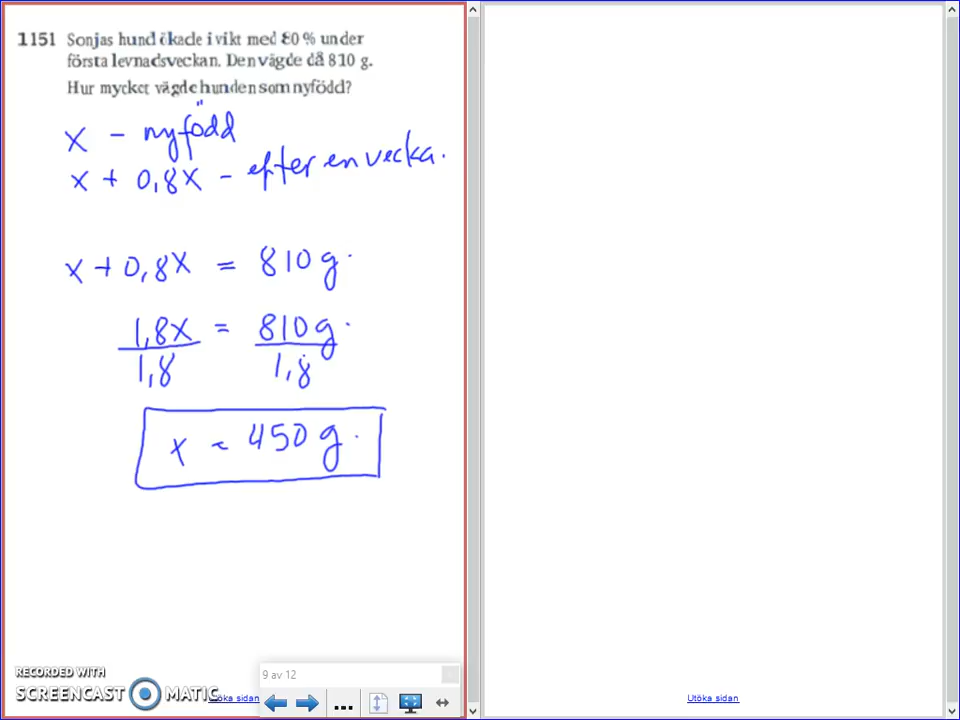 1151 Sonjas hund ökade i vikt med 80 % under
första levnadsveckan. Den vägde då 810 g.
Hur mycket vägde hunden som nyfödd?
x - nyfödd
x + 0,8x - efter en vecka.
x + 0,8x = 810 g.
1,8x = 810 g.
1,8 1,8
x = 450 g.
RECORDED WITH
SCREENCAST MATIC
Utöka sidan
9 av 12
...
Utöka sidan